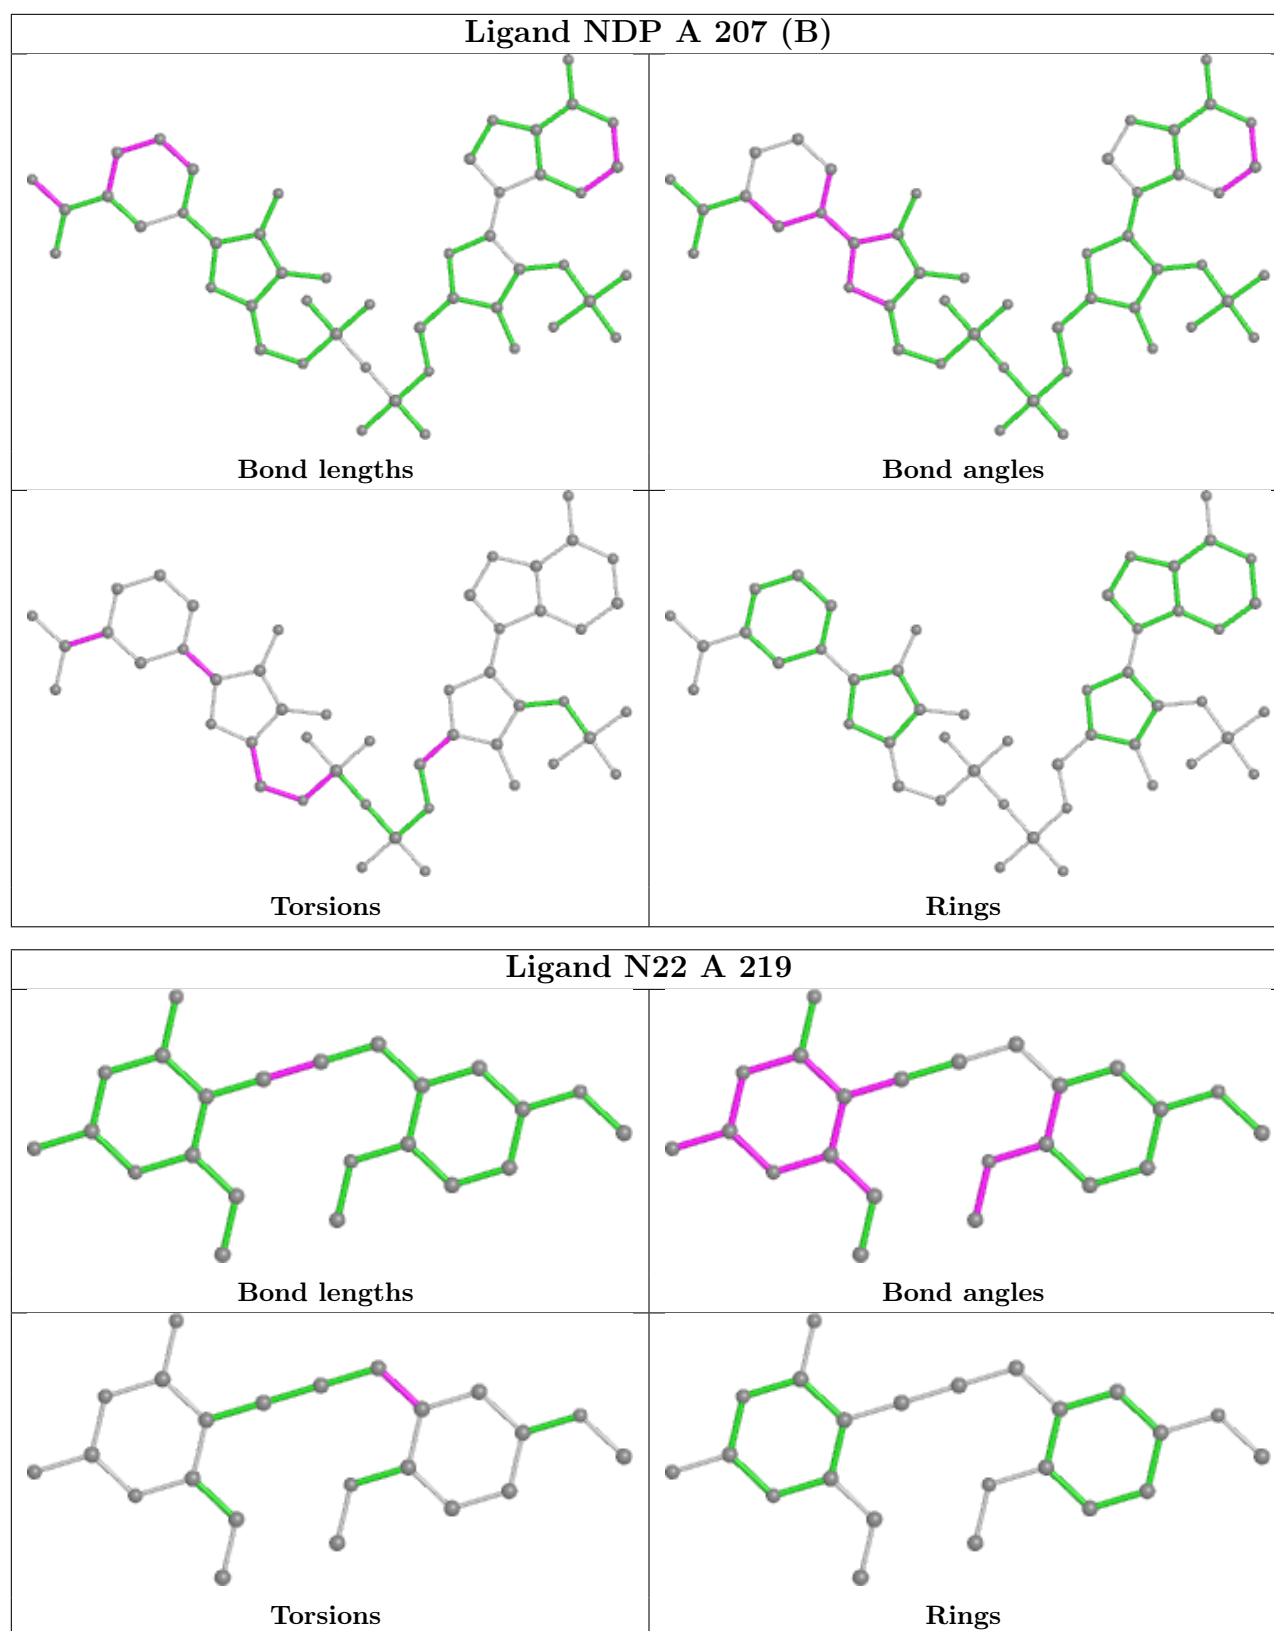 Ligand NDP A 207 (B)
Bond lengths
Bond angles
Torsions
Rings
Ligand N22 A 219
Bond lengths
Bond angles
Torsions
Rings